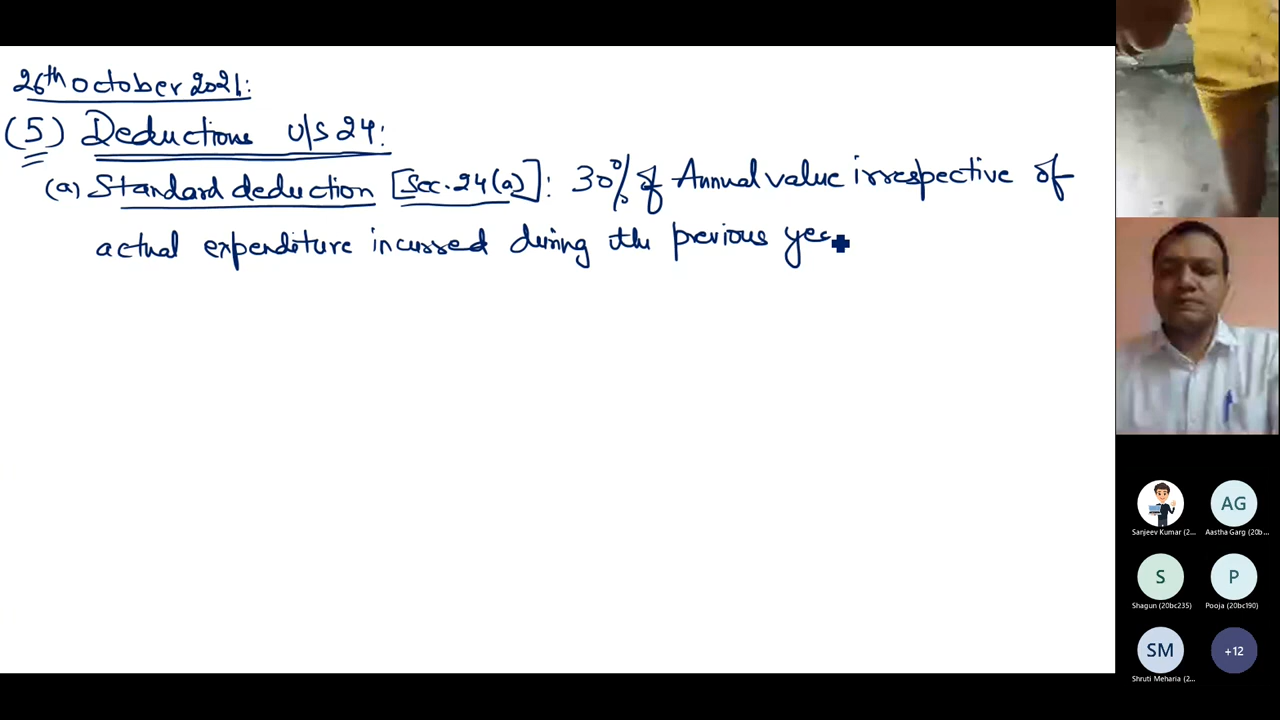 26th October 2021:
(5) Deductions U/S 24:
(a) Standard deduction [Sec. 24(a)]: 30% of Annual value irrespective of
actual expenditure incurred during the previous yea
AG
Sanjeev Kumar (2...
Aastha Garg (20b...
S
P
Shagun (20bc235)
Pooja (20bc190)
SM
+12
Shruti Meharia (2...